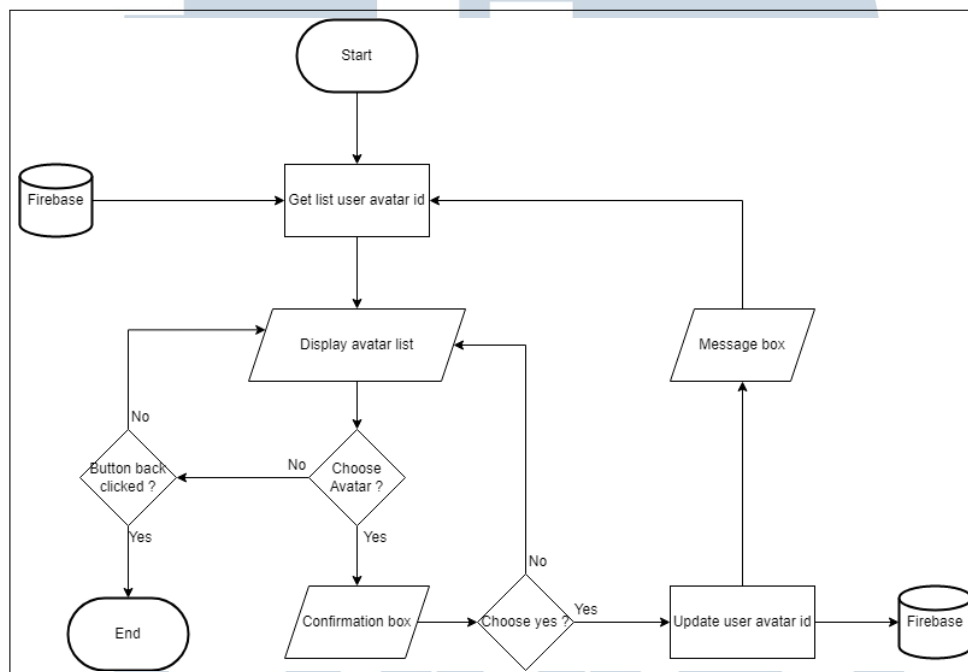 Start
Firebase
Get list user avatar id
Display avatar list
Message box
No
Button back
clicked ?
No
Choose
Avatar ?
Yes
Yes
No
End
Confirmation box
Choose yes ?
Yes
Update user avatar id
Firebase